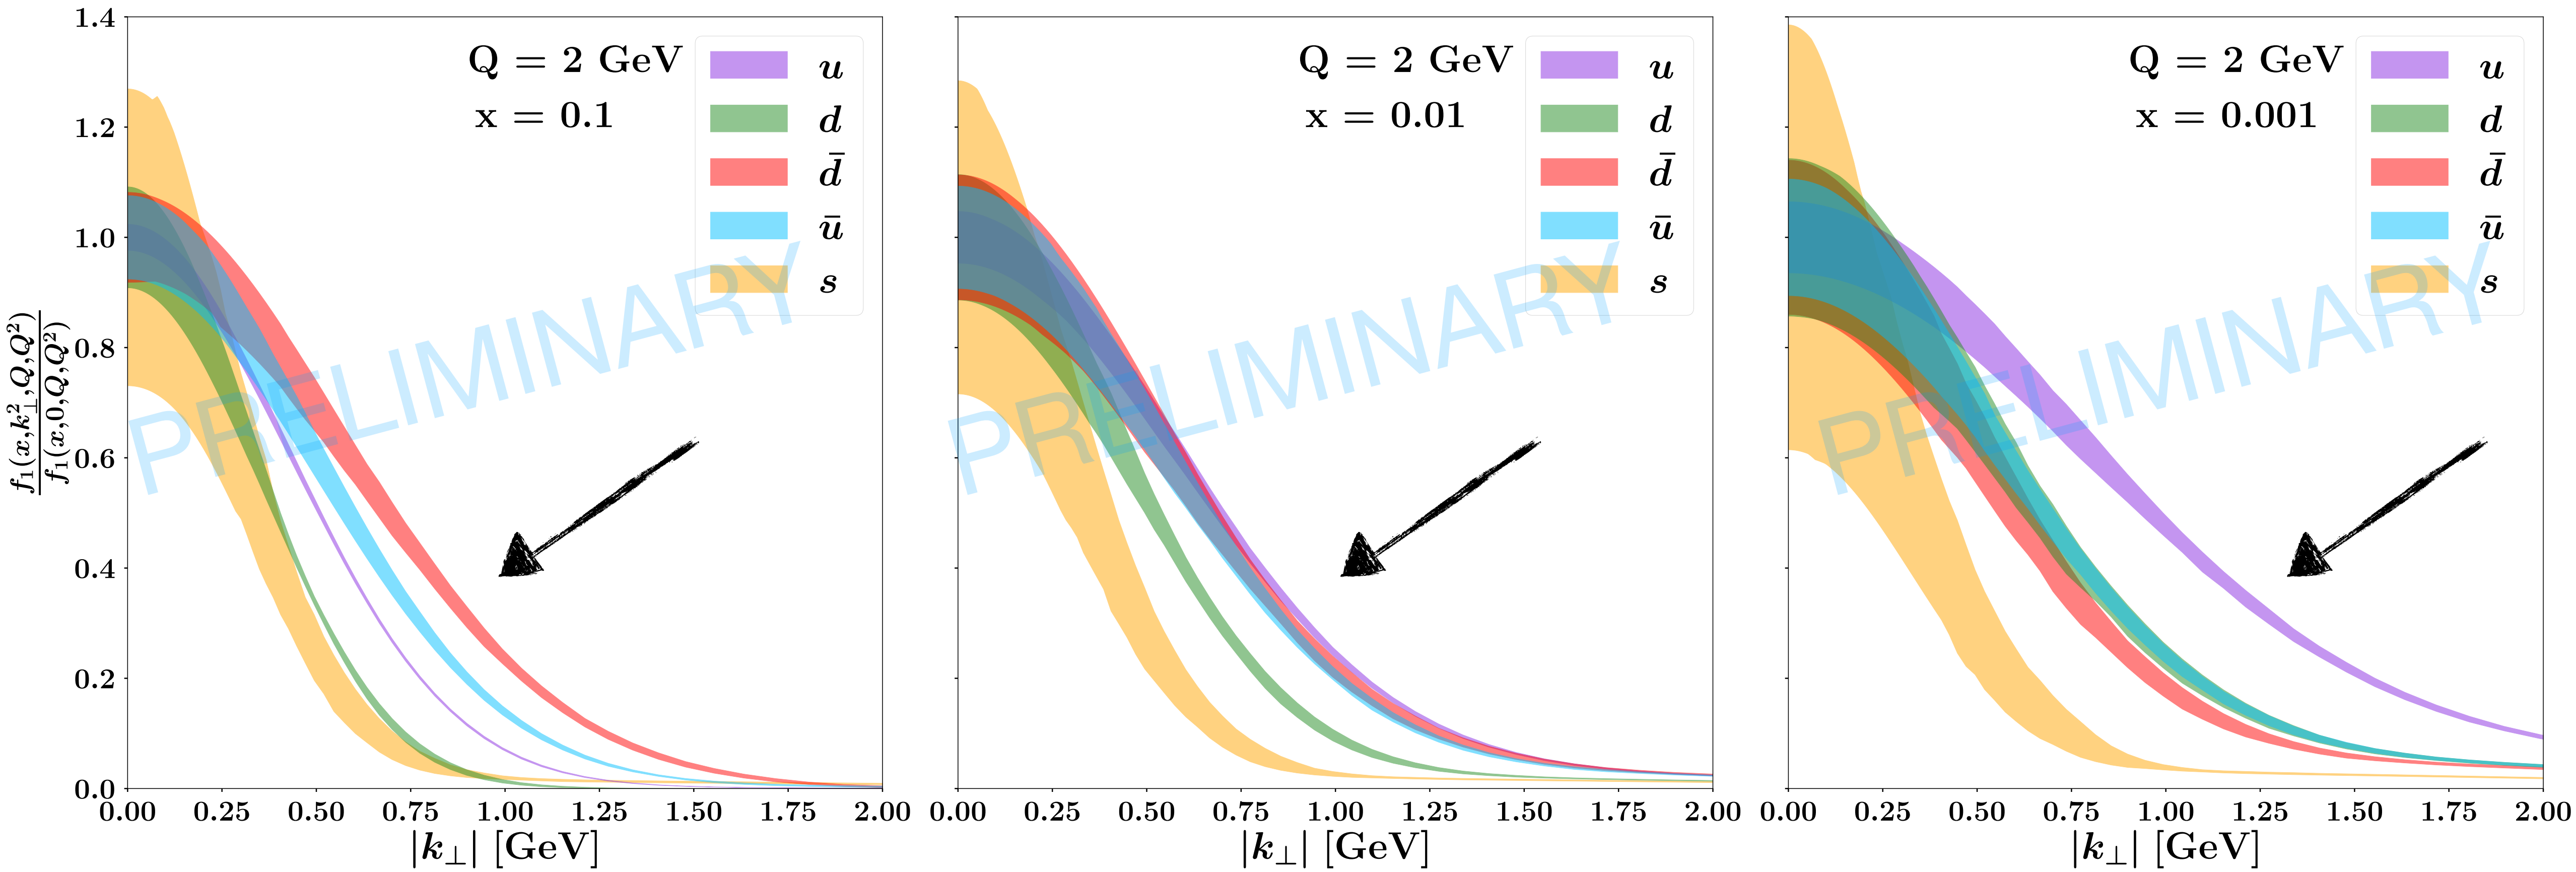 f₁(x,k²⊥,Q,Q²)
f₁(x,0,Q,Q²)
1.4
1.2
1.0
0.8
0.6
0.4
0.2
0.0
Q = 2 GeV
x = 0.1
u
d
d̄
ū
s
PRELIMINARY
0.00 0.25 0.50 0.75 1.00 1.25 1.50 1.75 2.00
|k⊥| [GeV]
Q = 2 GeV
x = 0.01
u
d
d̄
ū
s
PRELIMINARY
0.00 0.25 0.50 0.75 1.00 1.25 1.50 1.75 2.00
|k⊥| [GeV]
Q = 2 GeV
x = 0.001
u
d
d̄
ū
s
PRELIMINARY
0.00 0.25 0.50 0.75 1.00 1.25 1.50 1.75 2.00
|k⊥| [GeV]